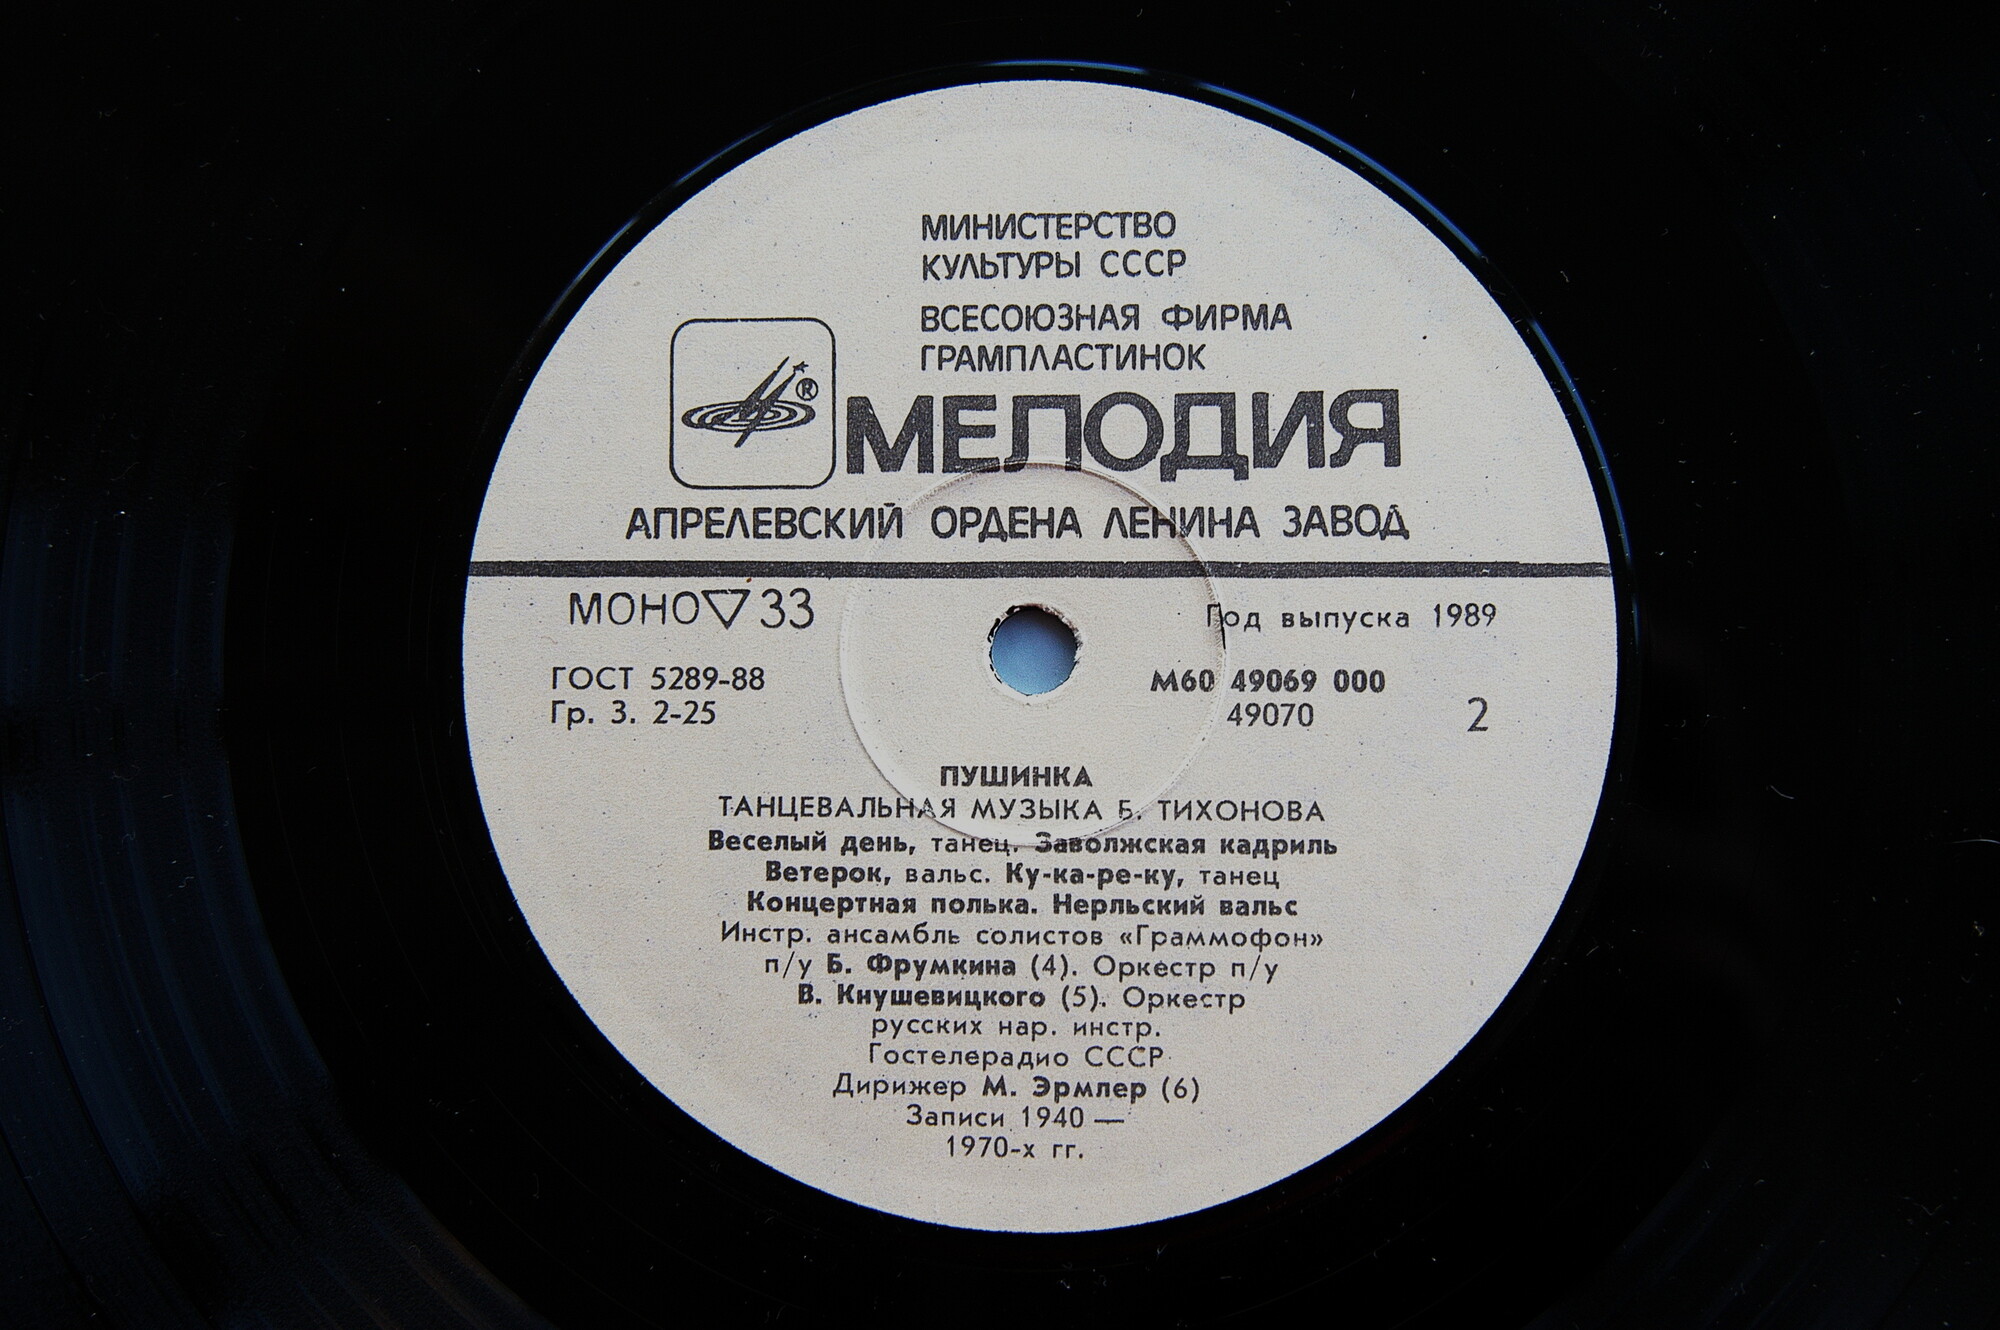 МИНИСТЕРСТВО
КУЛЬТУРЫ СССР
ВСЕСОЮЗНАЯ ФИРМА
ГРАМПЛАСТИНОК
®
МЕЛОДИЯ
АПРЕЛЕВСКИЙ ОРДЕНА ЛЕНИНА ЗАВОД
МОНО▽33
Год выпуска 1989
ГОСТ 5289-88
Гр. 3. 2-25
М60 49069 000
49070
2
ПУШИНКА
ТАНЦЕВАЛЬНАЯ МУЗЫКА Б. ТИХОНОВА
Веселый день, танец. Заволжская кадриль
Ветерок, вальс. Ку-ка-ре-ку, танец
Концертная полька. Нерльский вальс
Инстр. ансамбль солистов «Граммофон»
п/у Б. Фрумкина (4). Оркестр п/у
В. Кнушевицкого (5). Оркестр
русских нар. инстр.
Гостелерадио СССР
Дирижер М. Эрмлер (6)
Записи 1940 —
1970-х гг.